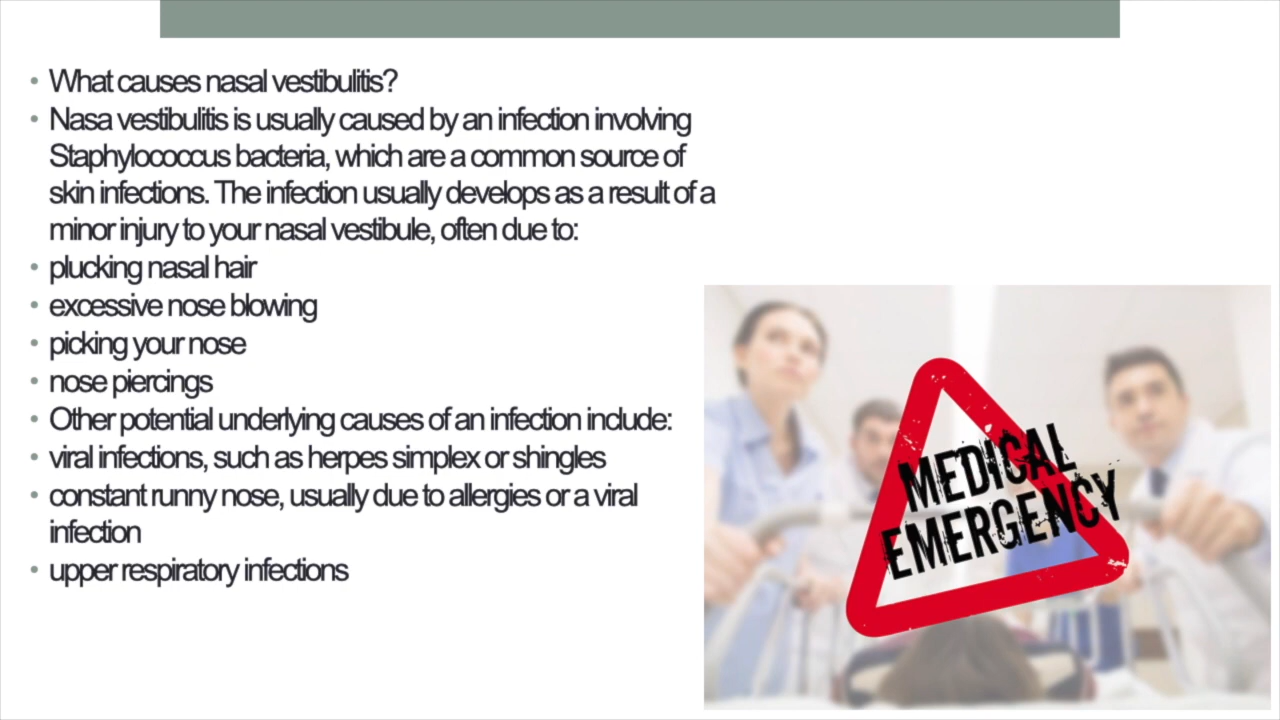 What causes nasal vestibulitis?
Nasa vestibulitis is usually caused by an infection involving
Staphylococcus bacteria, which are a common source of
skin infections. The infection usually develops as a result of a
minor injury to your nasal vestibule, often due to:
plucking nasal hair
excessive nose blowing
picking your nose
nose piercings
Other potential underlying causes of an infection include:
viral infections, such as herpes simplex or shingles
constant runny nose, usually due to allergies or a viral
infection
upper respiratory infections
MEDICAL
EMERGENCY